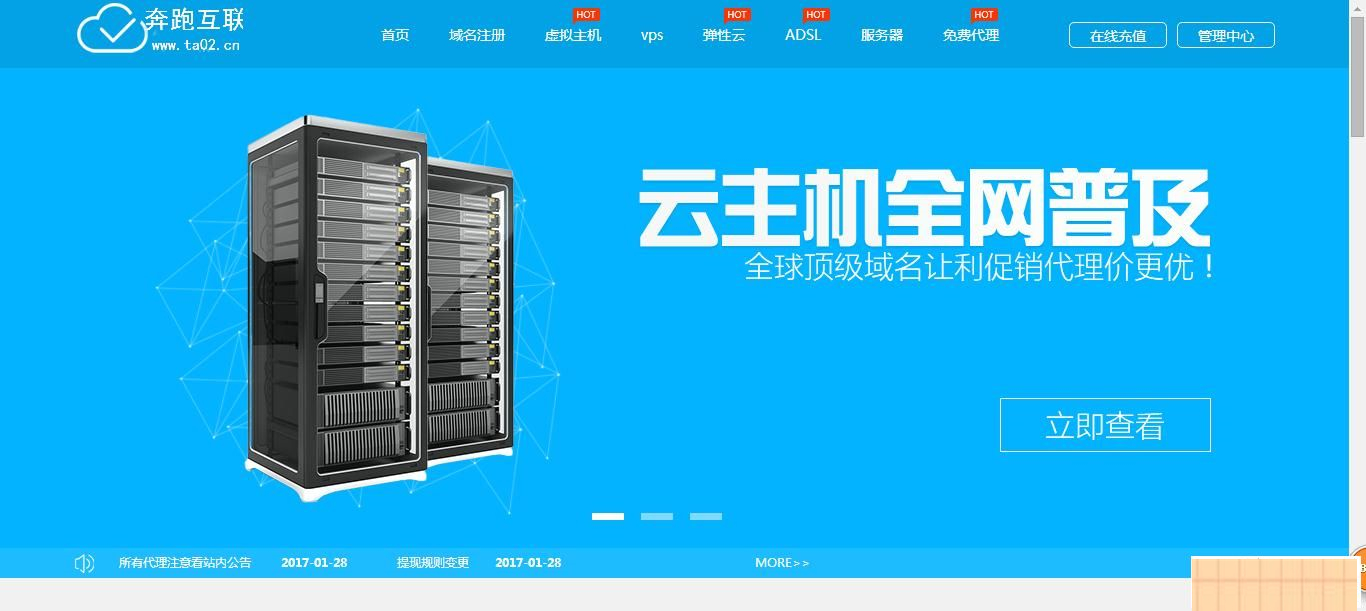 奔跑互联
www.ta02.cn
HOT HOT HOT HOT
首页 域名注册 虚拟主机 vps 弹性云 ADSL 服务器 免费代理 在线充值 管理中心
云主机全网普及
全球顶级域名让利促销代理价更优！
立即查看
所有代理注意看站内公告 2017-01-28 提现规则变更 2017-01-28 MORE>>